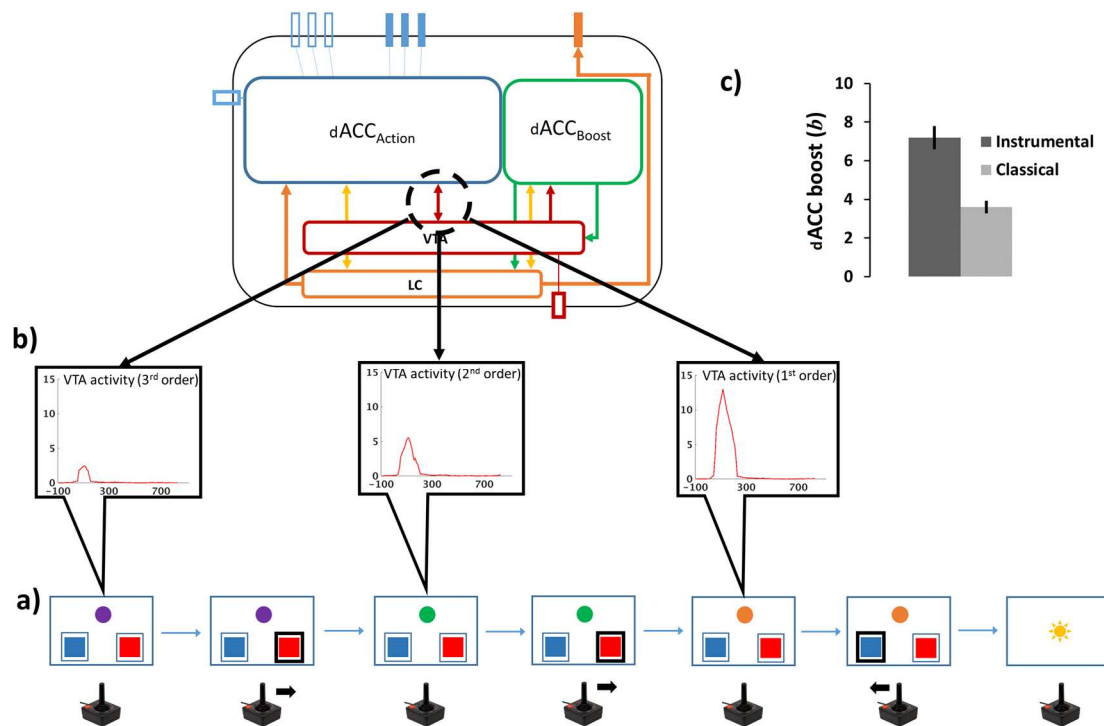 dACC_Action
dACC_Boost
VTA
LC
c)
dACC boost (b)
10
8
6
4
2
0
Instrumental
Classical
b)
VTA activity (3rd order)
15
10
5
0
-100 300 700
VTA activity (2nd order)
15
10
5
0
-100 300 700
VTA activity (1st order)
15
10
5
0
-100 300 700
a)